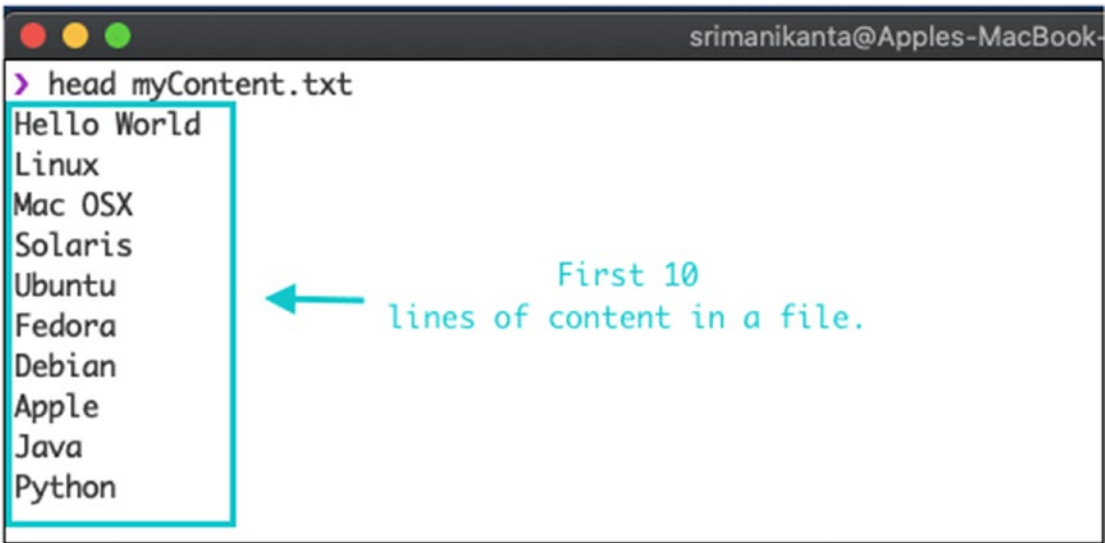 srimanikanta@Apples-MacBook-
❯ head myContent.txt
Hello World
Linux
Mac OSX
Solaris
Ubuntu
Fedora
Debian
Apple
Java
Python
First 10
lines of content in a file.